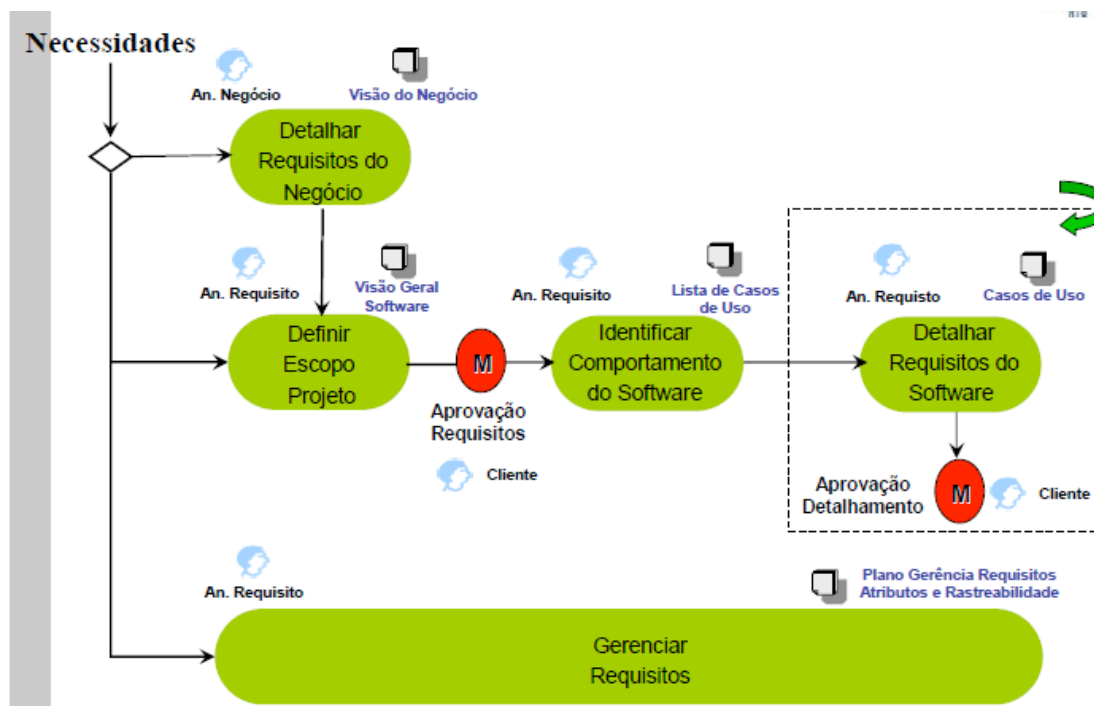 Necessidades
An. Negócio
Visão do Negócio
Detalhar
Requisitos do
Negócio
An. Requisito
Visão Geral
Software
Definir
Escopo
Projeto
M
Aprovação
Requisitos
Cliente
An. Requisito
Lista de Casos
de Uso
Identificar
Comportamento
do Software
An. Requisto
Casos de Uso
Detalhar
Requisitos do
Software
M
Aprovação
Detalhamento
Cliente
An. Requisito
Plano Gerência Requisitos
Atributos e Rastreabilidade
Gerenciar
Requisitos